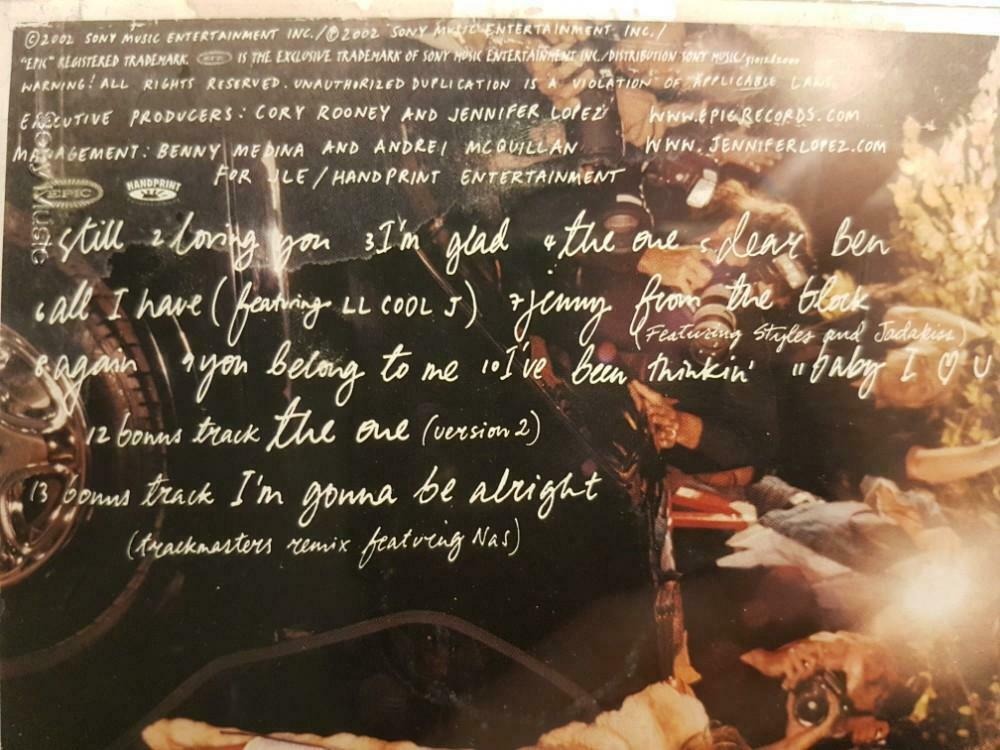 ©2002 SONY MUSIC ENTERTAINMENT INC./℗2002 SONY MUSIC ENTERTAINMENT INC./
"EPIC" REGISTERED TRADEMARK. epic IS THE EXCLUSIVE TRADEMARK OF SONY MUSIC ENTERTAINMENT INC./DISTRIBUTION SONY MUSIC/
WARNING! ALL RIGHTS RESERVED. UNAUTHORIZED DUPLICATION IS A VIOLATION OF APPLICABLE LAWS.
EXECUTIVE PRODUCERS: CORY ROONEY AND JENNIFER LOPEZ WWW.EPICRECORDS.COM
MANAGEMENT: BENNY MEDINA AND ANDREI MCQUILLAN WWW.JENNIFERLOPEZ.COM
FOR JLE/HANDPRINT ENTERTAINMENT
Sony Music
EPIC HANDPRINT
still 2 loving you 3 I'm glad 4 the one 5 dear Ben
6 all I have (featuring LL COOL J) 7 jenny from the block
(Featuring Styles and Jadakiss)
8 again 9 you belong to me 10 I've been thinkin' 11 baby I ♡ U
12 bonus track the one (version 2)
13 bonus track I'm gonna be alright
(trackmasters remix featuring Nas)